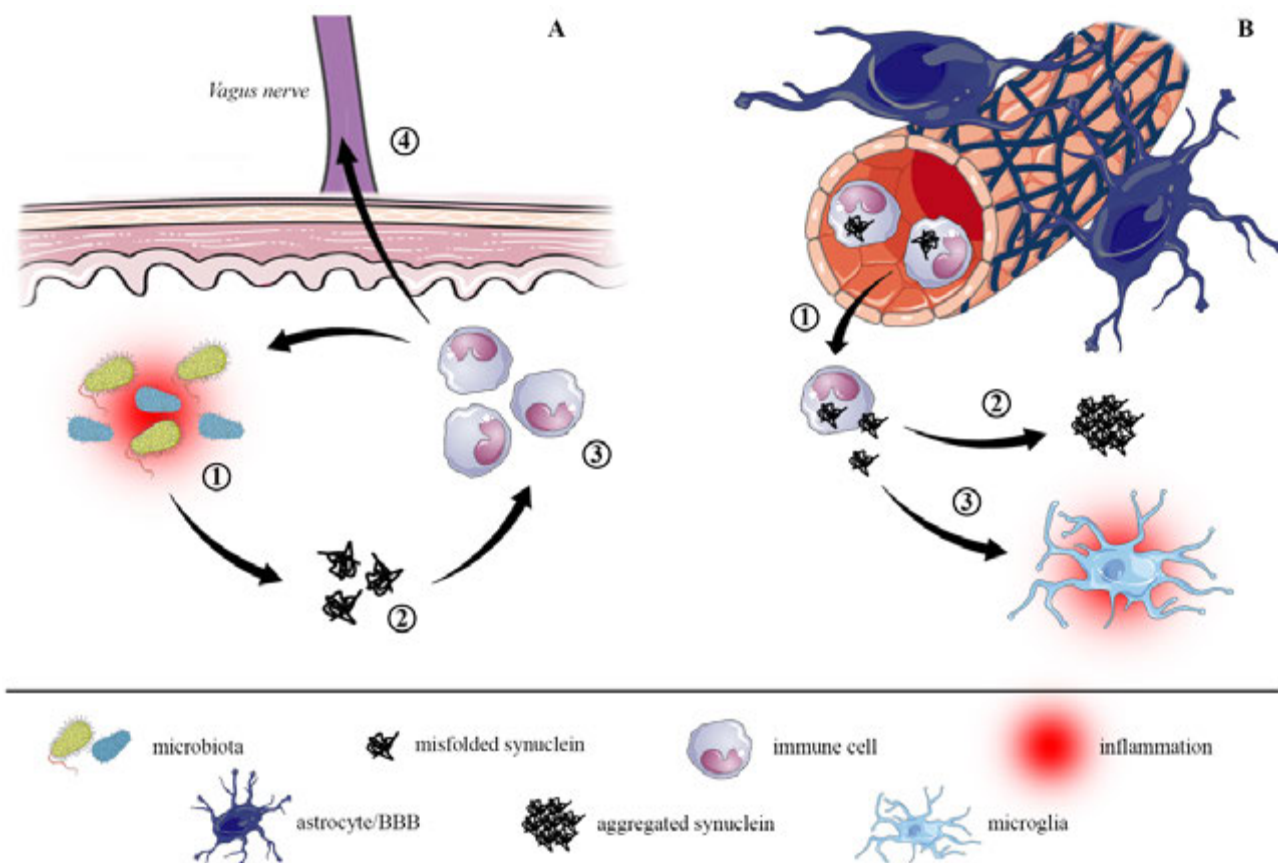 A
B
Vagus nerve
④
①
③
②
①
②
③
microbiota
misfolded synuclein
immune cell
inflammation
astrocyte/BBB
aggregated synuclein
microglia